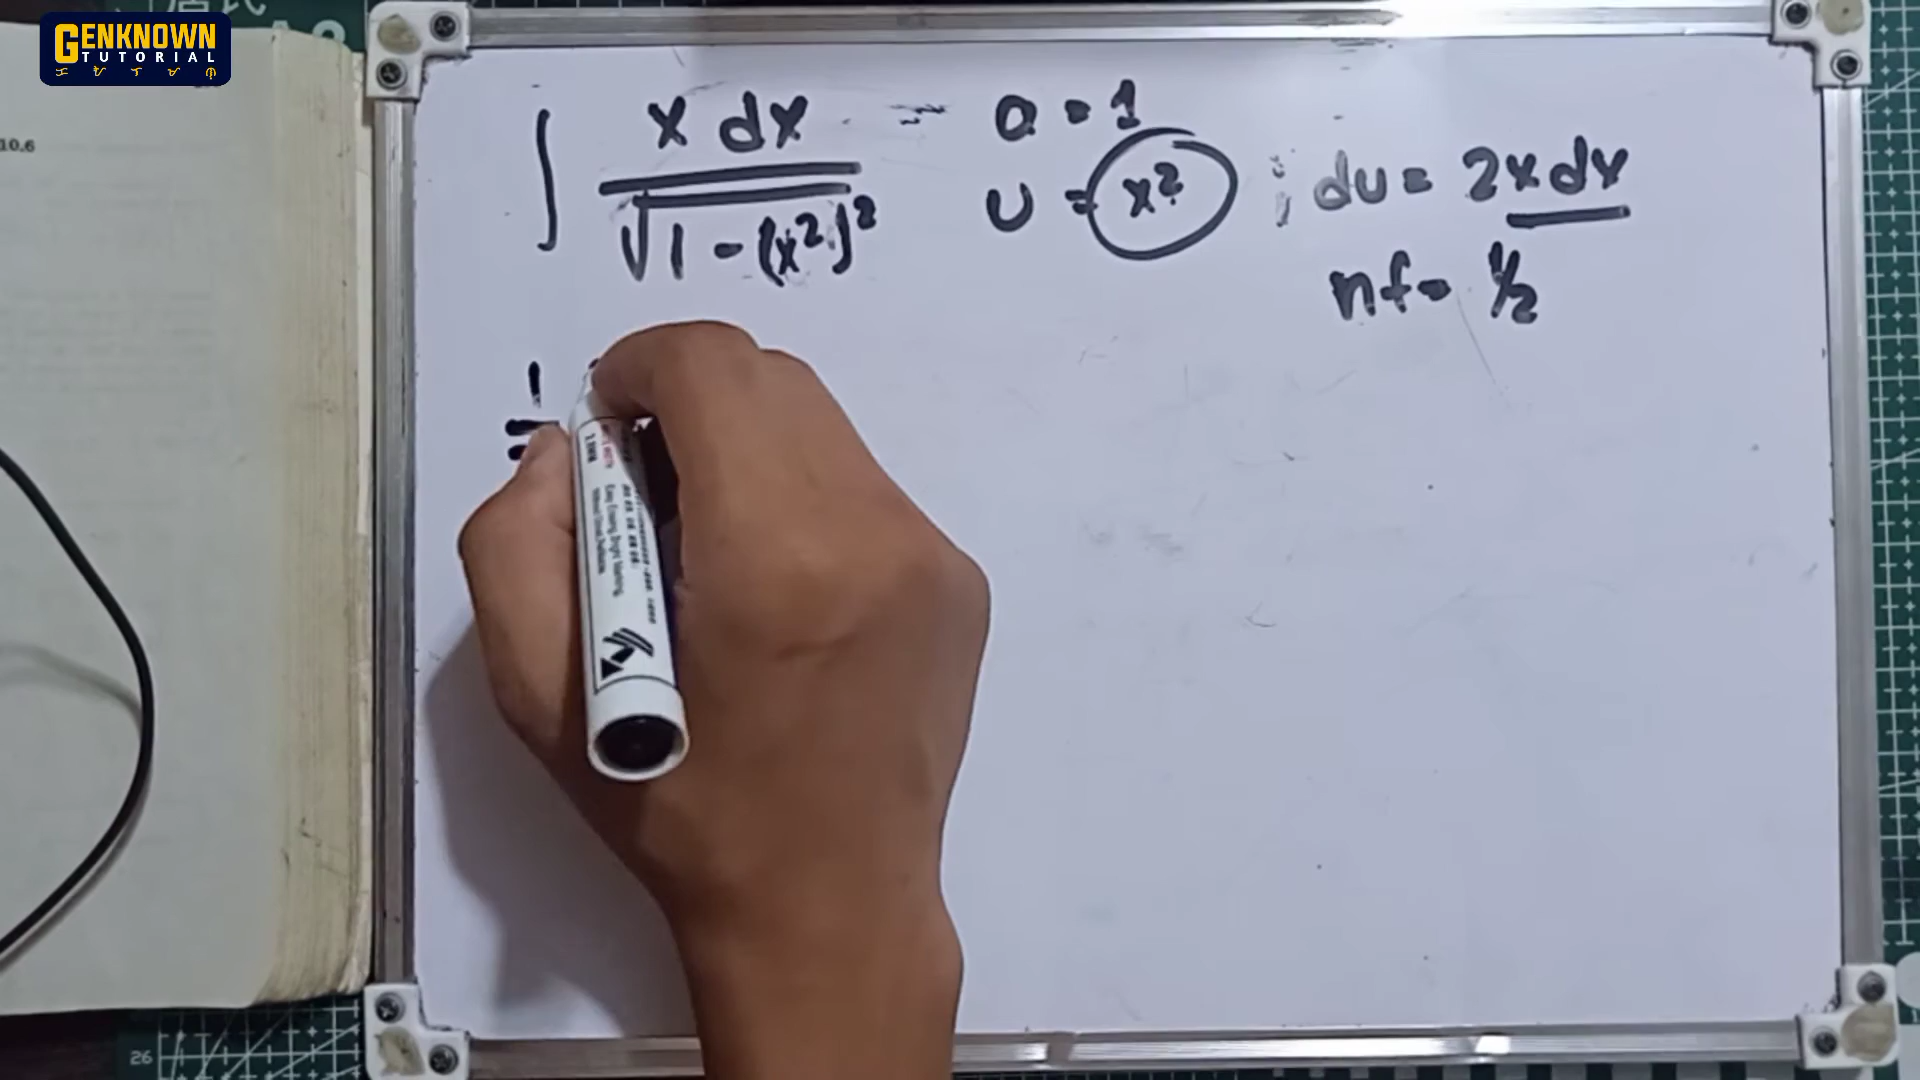 GENKNOWN
TUTORIAL
10.6
∫ x dx / √1 - (x²)²
a = 1
u = x² ; du = 2x dx
nf = 1/2
1
26